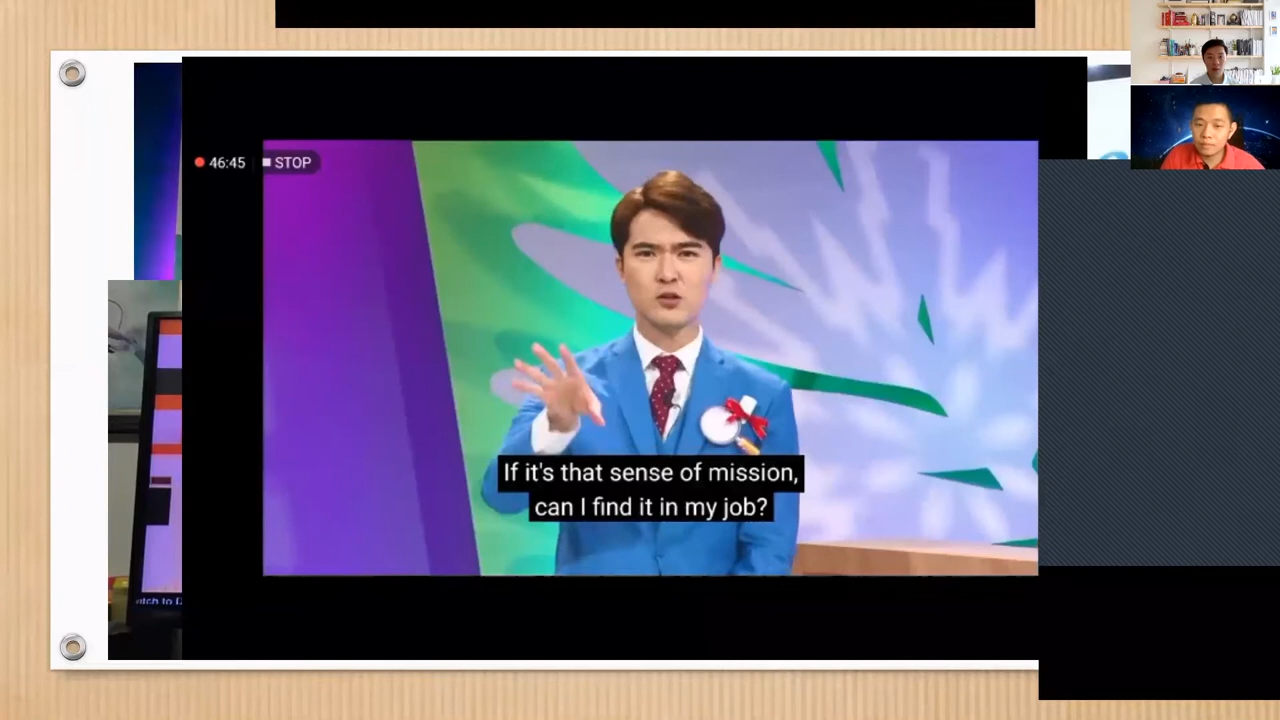 46:45
STOP
If it's that sense of mission,
can I find it in my job?